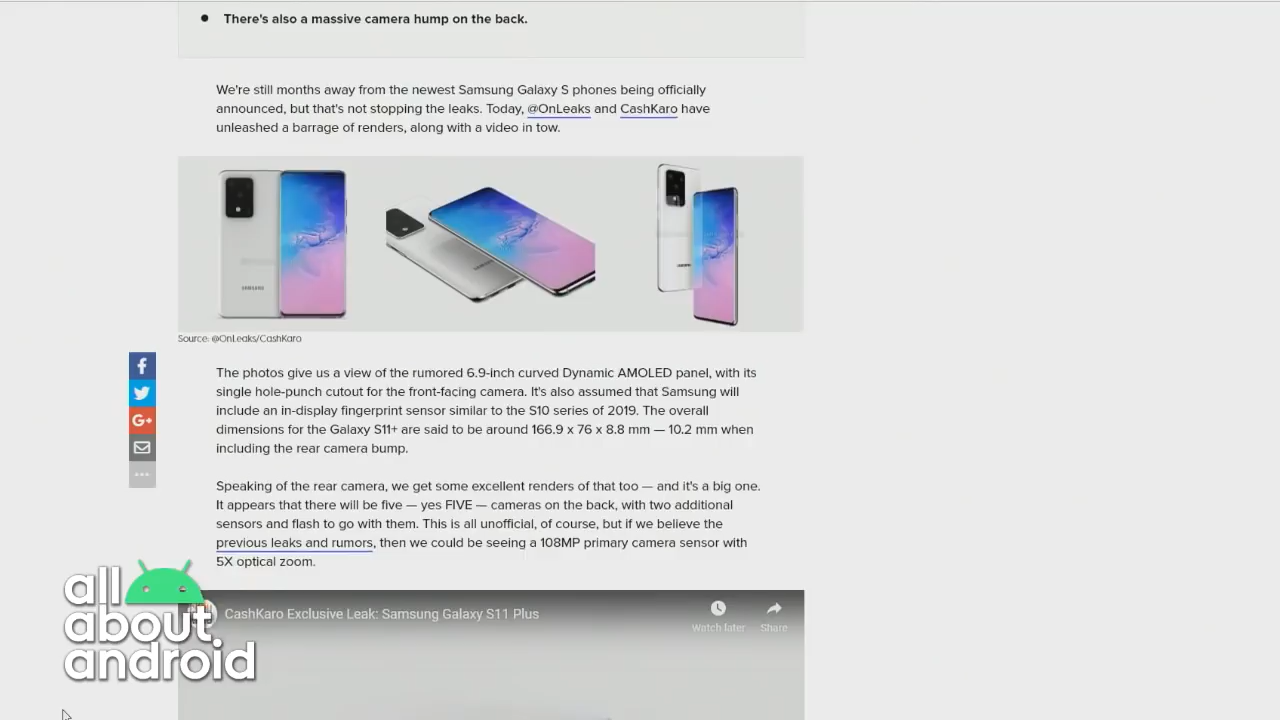 There's also a massive camera hump on the back.
We're still months away from the newest Samsung Galaxy S phones being officially
announced, but that's not stopping the leaks. Today, @OnLeaks and CashKaro have
unleashed a barrage of renders, along with a video in tow.
SAMSUNG
SAMSUNG
SAMSUNG
Source: @OnLeaks/CashKaro
The photos give us a view of the rumored 6.9-inch curved Dynamic AMOLED panel, with its
single hole-punch cutout for the front-facing camera. It's also assumed that Samsung will
include an in-display fingerprint sensor similar to the S10 series of 2019. The overall
dimensions for the Galaxy S11+ are said to be around 166.9 x 76 x 8.8 mm — 10.2 mm when
including the rear camera bump.
Speaking of the rear camera, we get some excellent renders of that too — and it's a big one.
It appears that there will be five — yes FIVE — cameras on the back, with two additional
sensors and flash to go with them. This is all unofficial, of course, but if we believe the
previous leaks and rumors, then we could be seeing a 108MP primary camera sensor with
5X optical zoom.
f
G+
CashKaro Exclusive Leak: Samsung Galaxy S11 Plus
Watch later
Share
all
about
android